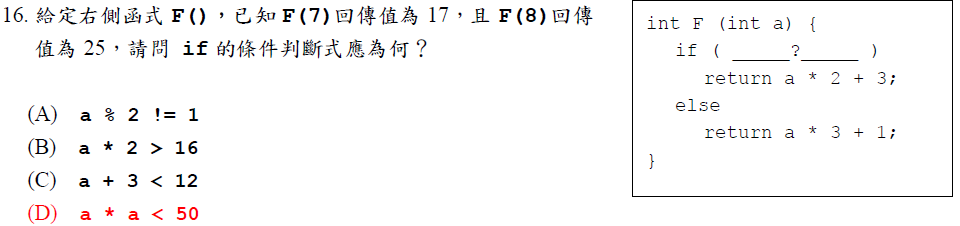 16. 給定右側函式 F()，已知 F(7)回傳值為 17，且 F(8)回傳
值為 25，請問 if 的條件判斷式應為何？
(A) a % 2 != 1
(B) a * 2 > 16
(C) a + 3 < 12
(D) a * a < 50
int F (int a) {
if ( _____?_____ )
return a * 2 + 3;
else
return a * 3 + 1;
}